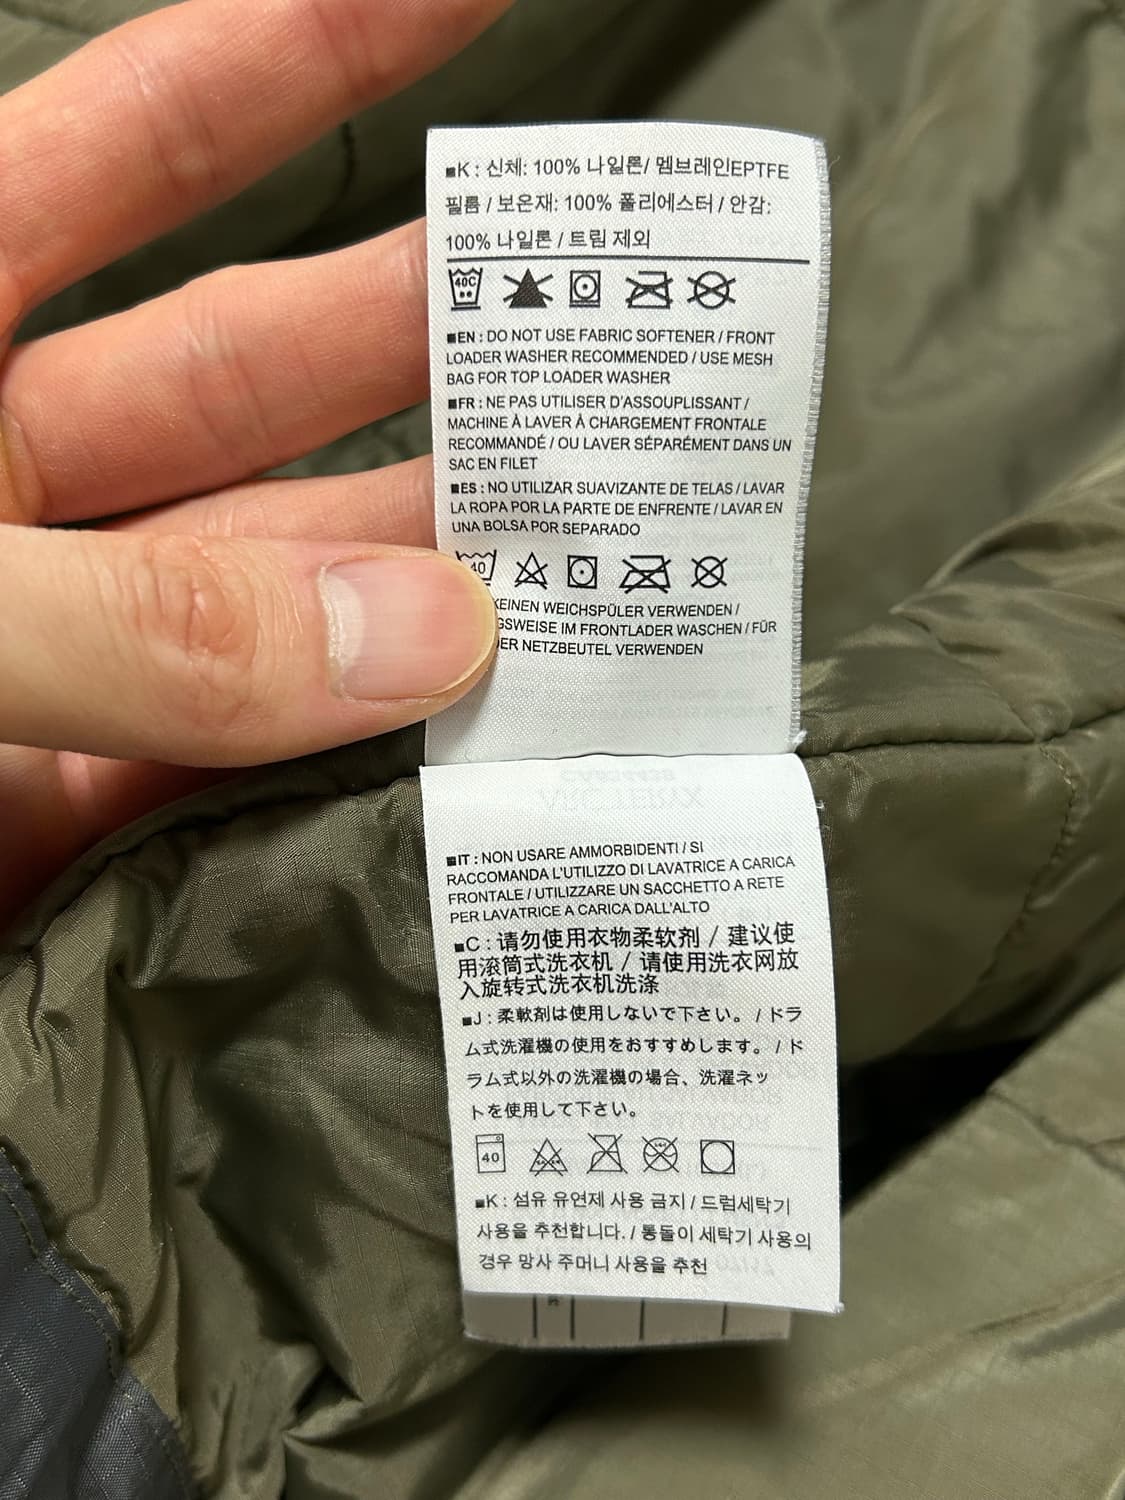 ■K : 신체: 100% 나일론/ 멤브레인EPTFE
필름 / 보온재: 100% 폴리에스터 / 안감:
100% 나일론 / 트림 제외
40C
■EN : DO NOT USE FABRIC SOFTENER / FRONT
LOADER WASHER RECOMMENDED / USE MESH
BAG FOR TOP LOADER WASHER
■FR : NE PAS UTILISER D'ASSOUPLISSANT /
MACHINE À LAVER À CHARGEMENT FRONTALE
RECOMMANDÉ / OU LAVER SÉPARÉMENT DANS UN
SAC EN FILET
■ES : NO UTILIZAR SUAVIZANTE DE TELAS / LAVAR
LA ROPA POR LA PARTE DE ENFRENTE / LAVAR EN
UNA BOLSA POR SEPARADO
40
KEINEN WEICHSPÜLER VERWENDEN /
GSWEISE IM FRONTLADER WASCHEN / FÜR
ER NETZBEUTEL VERWENDEN
■IT : NON USARE AMMORBIDENTI / SI
RACCOMANDA L'UTILIZZO DI LAVATRICE A CARICA
FRONTALE / UTILIZZARE UN SACCHETTO A RETE
PER LAVATRICE A CARICA DALL'ALTO
■C : 请勿使用衣物柔软剂 / 建议使
用滚筒式洗衣机 / 请使用洗衣网放
入旋转式洗衣机洗涤
■J : 柔軟剤は使用しないで下さい。 / ドラ
ム式洗濯機の使用をおすすめします。 / ド
ラム式以外の洗濯機の場合、洗濯ネッ
トを使用して下さい。
40
■K : 섬유 유연제 사용 금지 / 드럼세탁기
사용을 추천합니다. / 통돌이 세탁기 사용의
경우 망사 주머니 사용을 추천